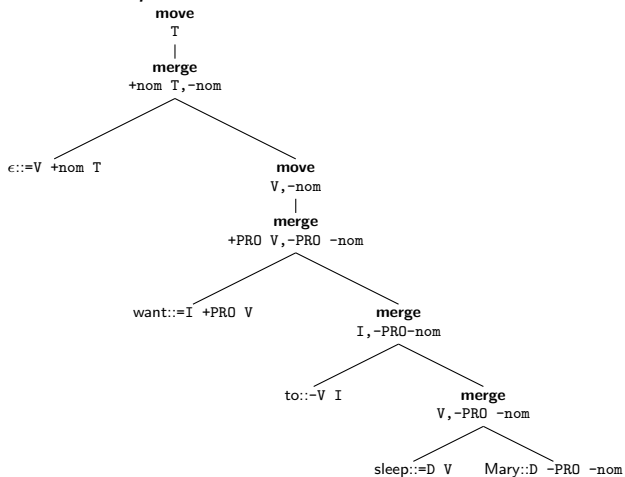 move
T
merge
+nom T,-nom
ϵ::=V +nom T
move
V,-nom
merge
+PRO V,-PRO -nom
want::=I +PRO V
merge
I,-PRO-nom
to::-V I
merge
V,-PRO -nom
sleep::=D V
Mary::D -PRO -nom